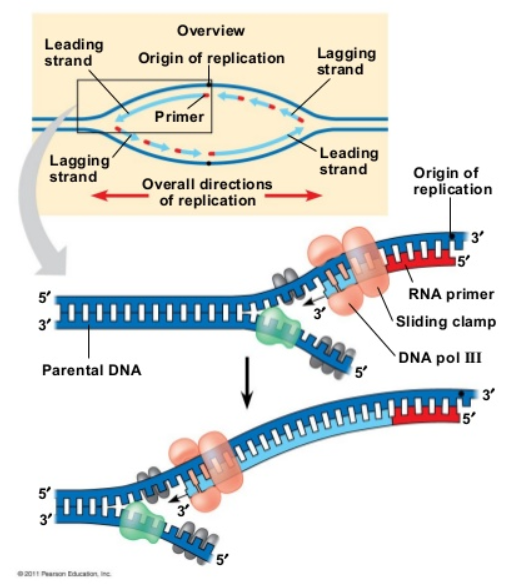 Overview
Leading
strand
Origin of replication
Lagging
strand
Primer
Lagging
strand
Leading
strand
Overall directions
of replication
Origin of
replication
3′
5′
RNA primer
5′
3′
3′
Sliding clamp
DNA pol III
Parental DNA
5′
3′
5′
5′
3′
3′
5′
© 2011 Pearson Education, Inc.